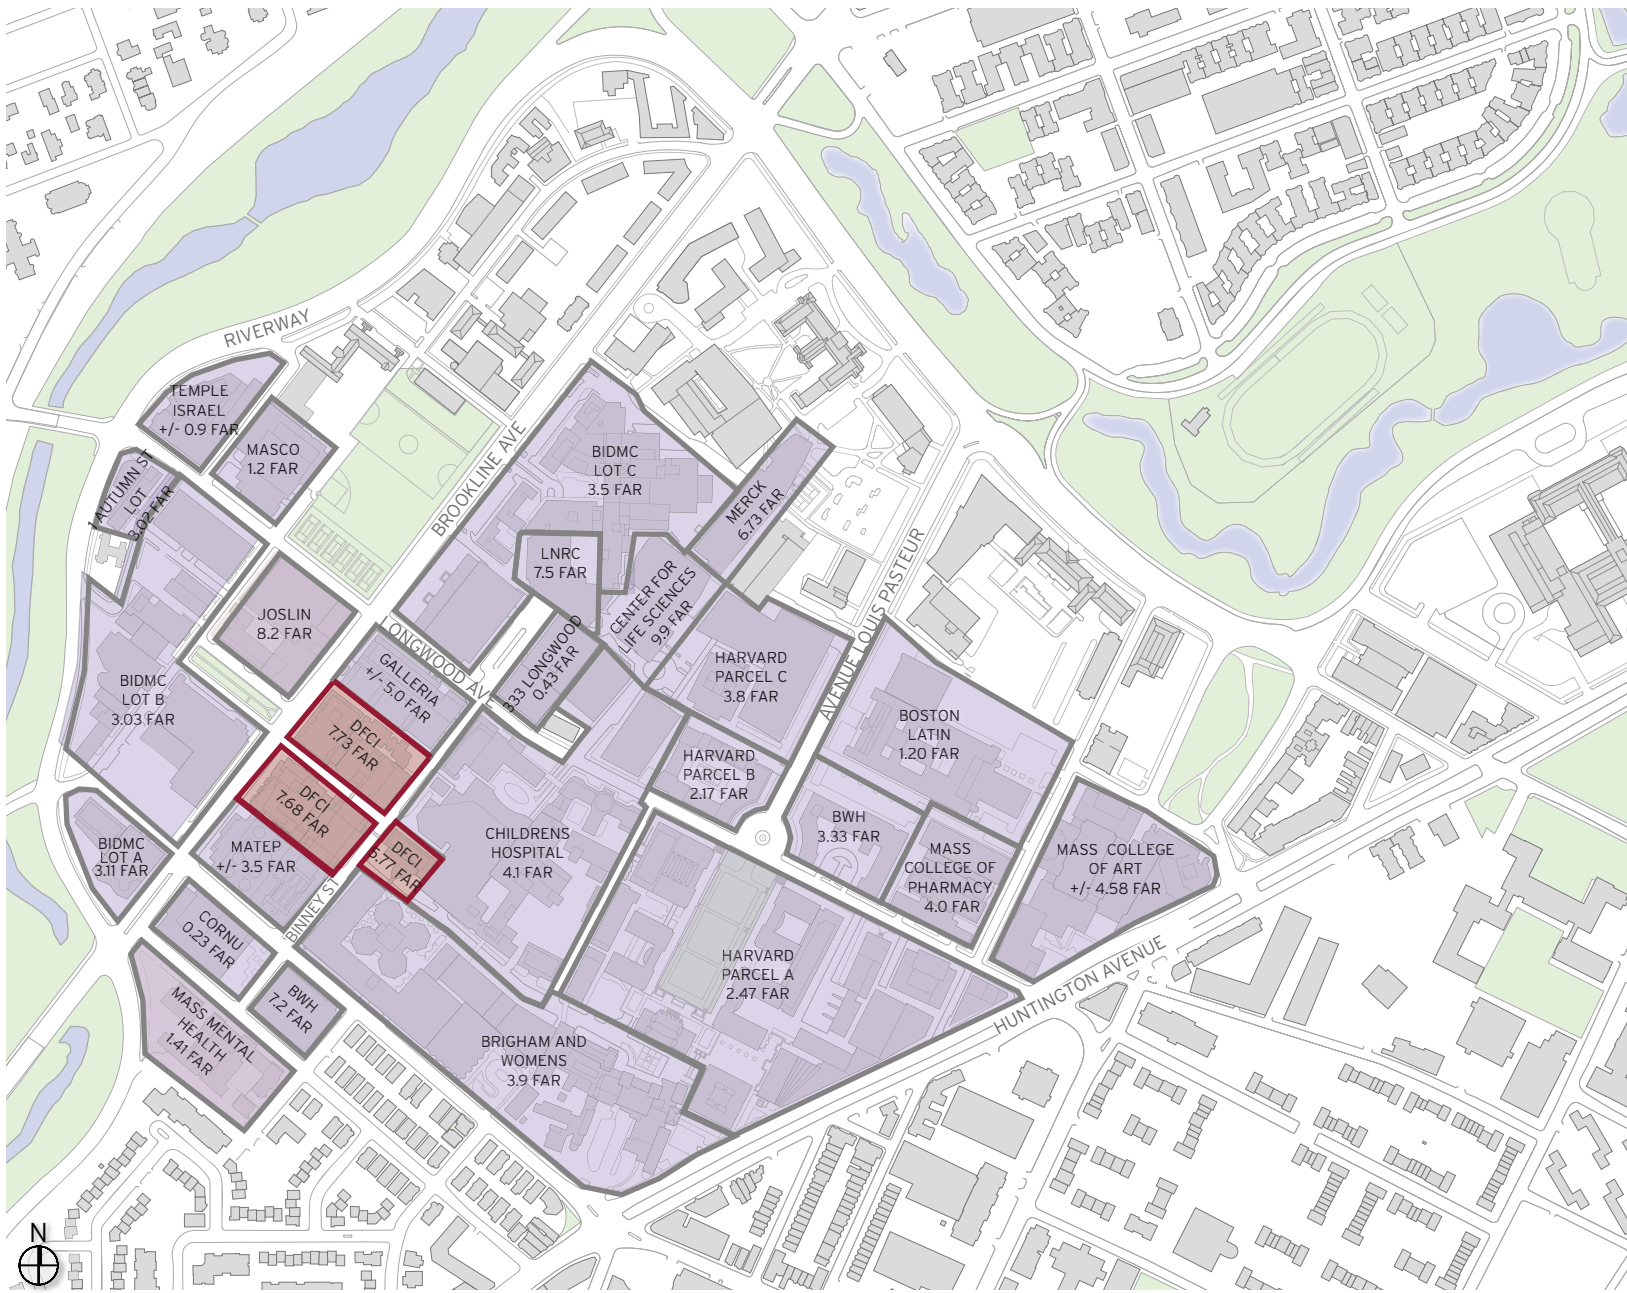 RIVERWAY
TEMPLE
ISRAEL
+/- 0.9 FAR
MASCO
1.2 FAR
1 AUTUMN ST
LOT
3.02 FAR
BROOKLINE AVE
BIDMC
LOT C
3.5 FAR
MERCK
6.73 FAR
LNRC
7.5 FAR
CENTER FOR
LIFE SCIENCES
9.9 FAR
AVENUE LOUIS PASTEUR
JOSLIN
8.2 FAR
LONGWOOD AVE
333 LONGWOOD
0.43 FAR
GALLERIA
+/- 5.0 FAR
HARVARD
PARCEL C
3.8 FAR
BIDMC
LOT B
3.03 FAR
BOSTON
LATIN
1.20 FAR
DFCI
7.73 FAR
HARVARD
PARCEL B
2.17 FAR
DFCI
7.68 FAR
BWH
3.33 FAR
CHILDRENS
HOSPITAL
4.1 FAR
MASS
COLLEGE OF
PHARMACY
4.0 FAR
MASS COLLEGE
OF ART
+/- 4.58 FAR
BIDMC
LOT A
3.11 FAR
MATEP
+/- 3.5 FAR
DFCI
5.77 FAR
BINNEY ST
CORNU
0.23 FAR
HARVARD
PARCEL A
2.47 FAR
HUNTINGTON AVENUE
BWH
7.2 FAR
MASS MENTAL
HEALTH
1.41 FAR
BRIGHAM AND
WOMENS
3.9 FAR
N